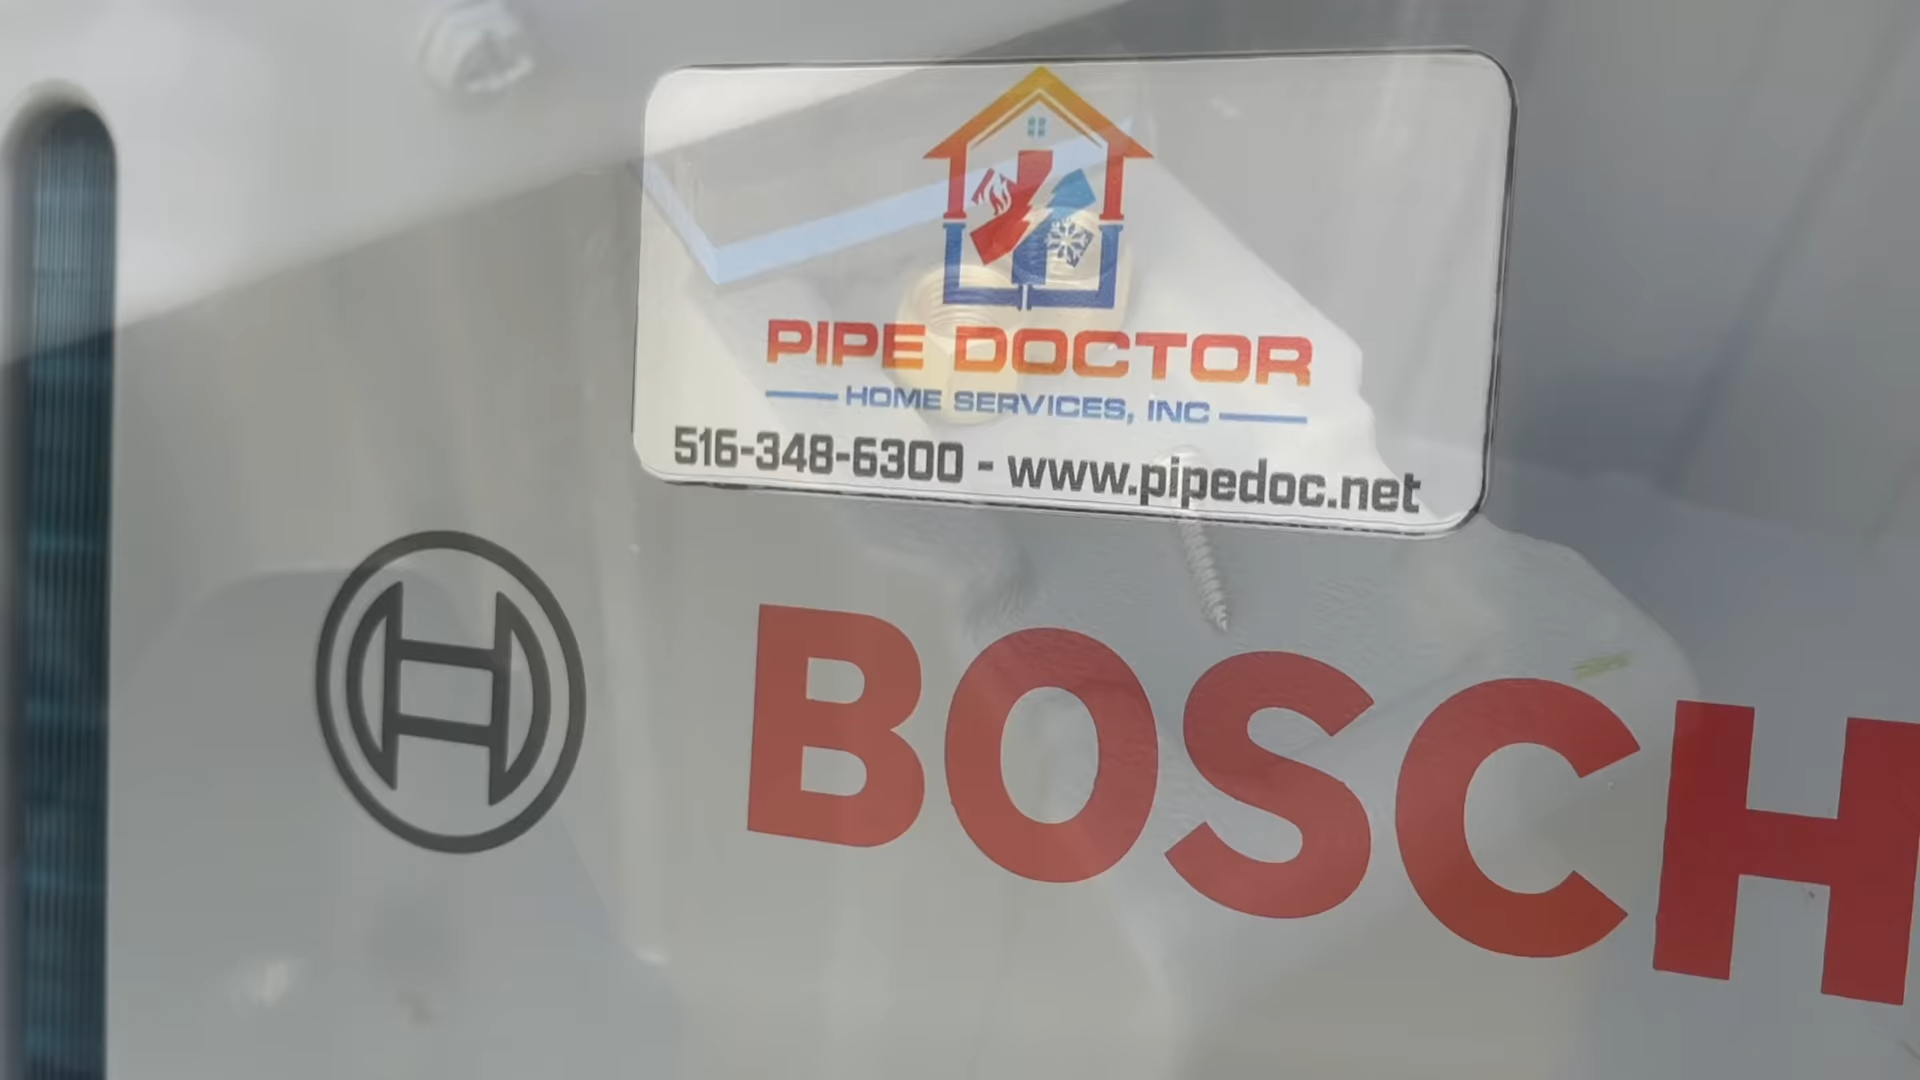 PIPE DOCTOR
HOME SERVICES, INC
516-348-6300 - www.pipedoc.net
BOSCH